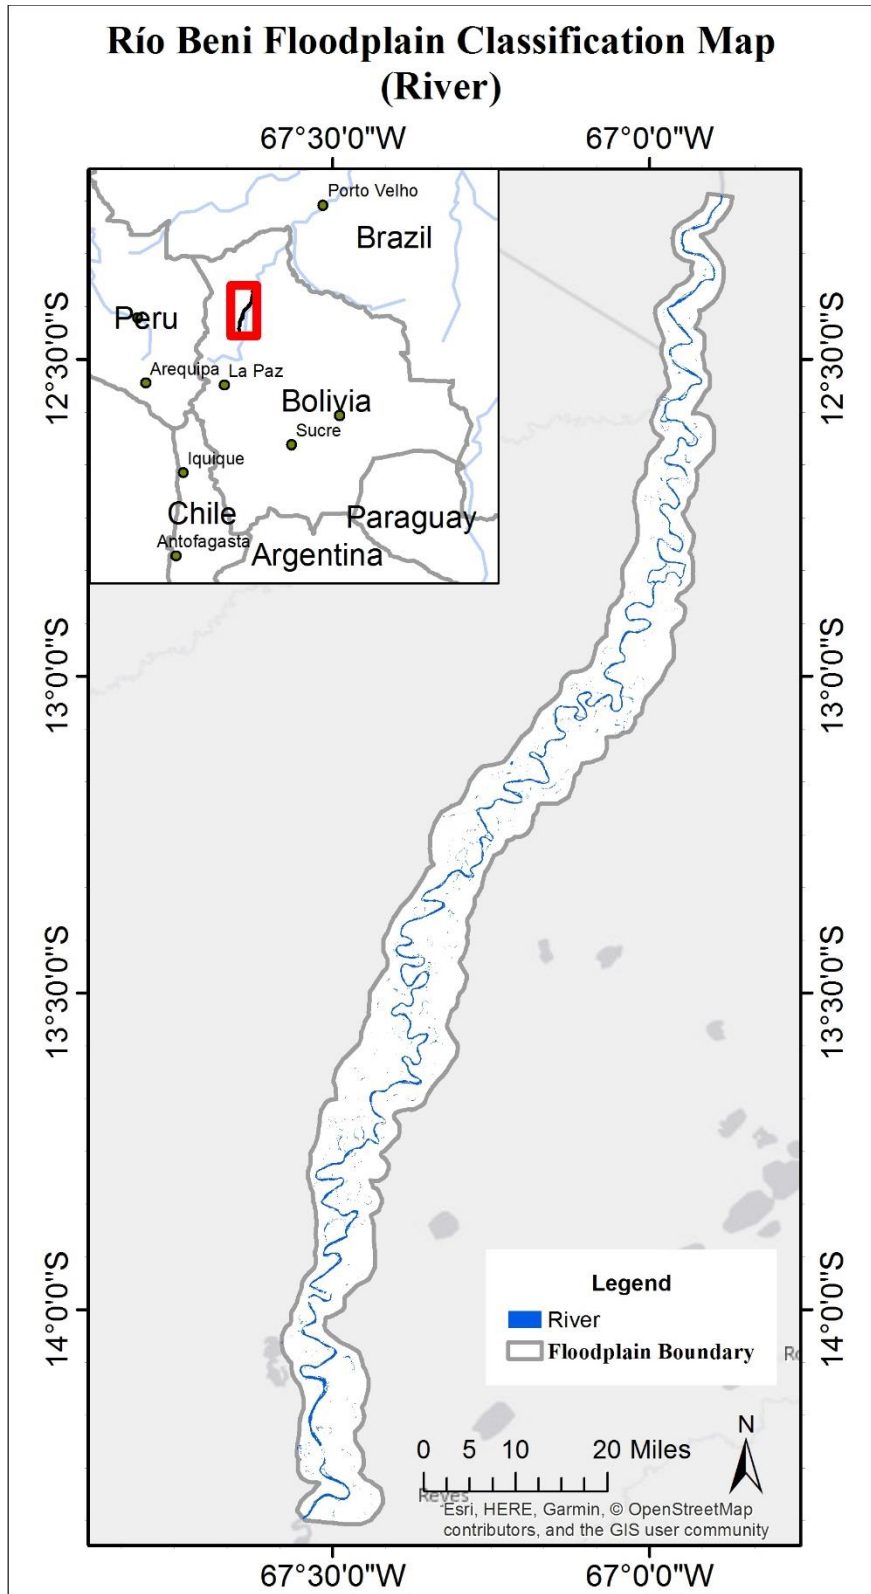 Río Beni Floodplain Classification Map
(River)
67°30'0"W 67°0'0"W
Porto Velho
Brazil
Peru
Arequipa
La Paz
Bolivia
Sucre
Iquique
Chile
Paraguay
Antofagasta
Argentina
12°30'0"S 12°30'0"S
13°0'0"S 13°0'0"S
13°30'0"S 13°30'0"S
14°0'0"S 14°0'0"S
Legend
River
Floodplain Boundary
N
0 5 10 20 Miles
Reyes
Esri, HERE, Garmin, © OpenStreetMap
contributors, and the GIS user community
67°30'0"W 67°0'0"W